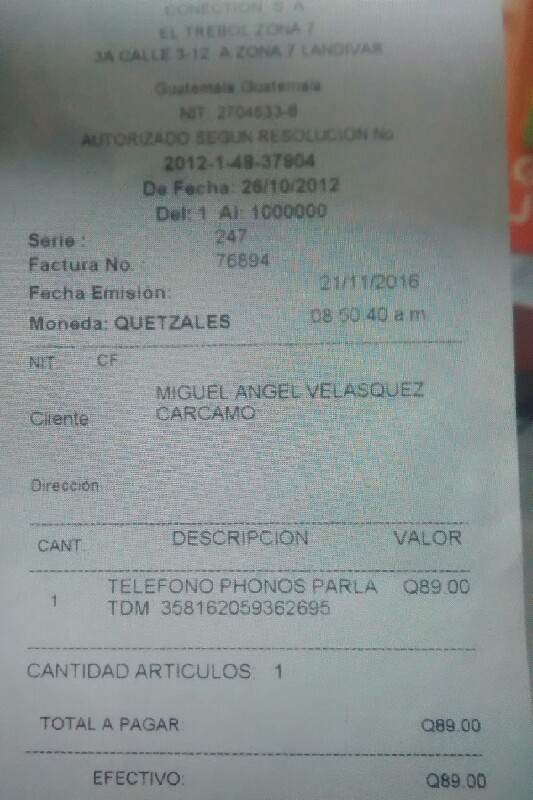 CONECTION S A
EL TREBOL ZONA 7
3A CALLE 3-12 A ZONA 7 LANDIVAR
Guatemala,Guatemala
NIT: 2704533-8
AUTORIZADO SEGUN RESOLUCION No
2012-1-48-37904
De Fecha: 26/10/2012
Del: 1 Al: 1000000
Serie : 247
Factura No. : 76894
Fecha Emisión: 21/11/2016
Moneda: QUETZALES 08:50:40 a m
NIT: CF
MIGUEL ANGEL VELASQUEZ
Cliente CARCAMO
Dirección
CANT. DESCRIPCION VALOR
1 TELEFONO PHONOS PARLA Q89.00
TDM 358162059362695
CANTIDAD ARTICULOS: 1
TOTAL A PAGAR: Q89.00
EFECTIVO: Q89.00